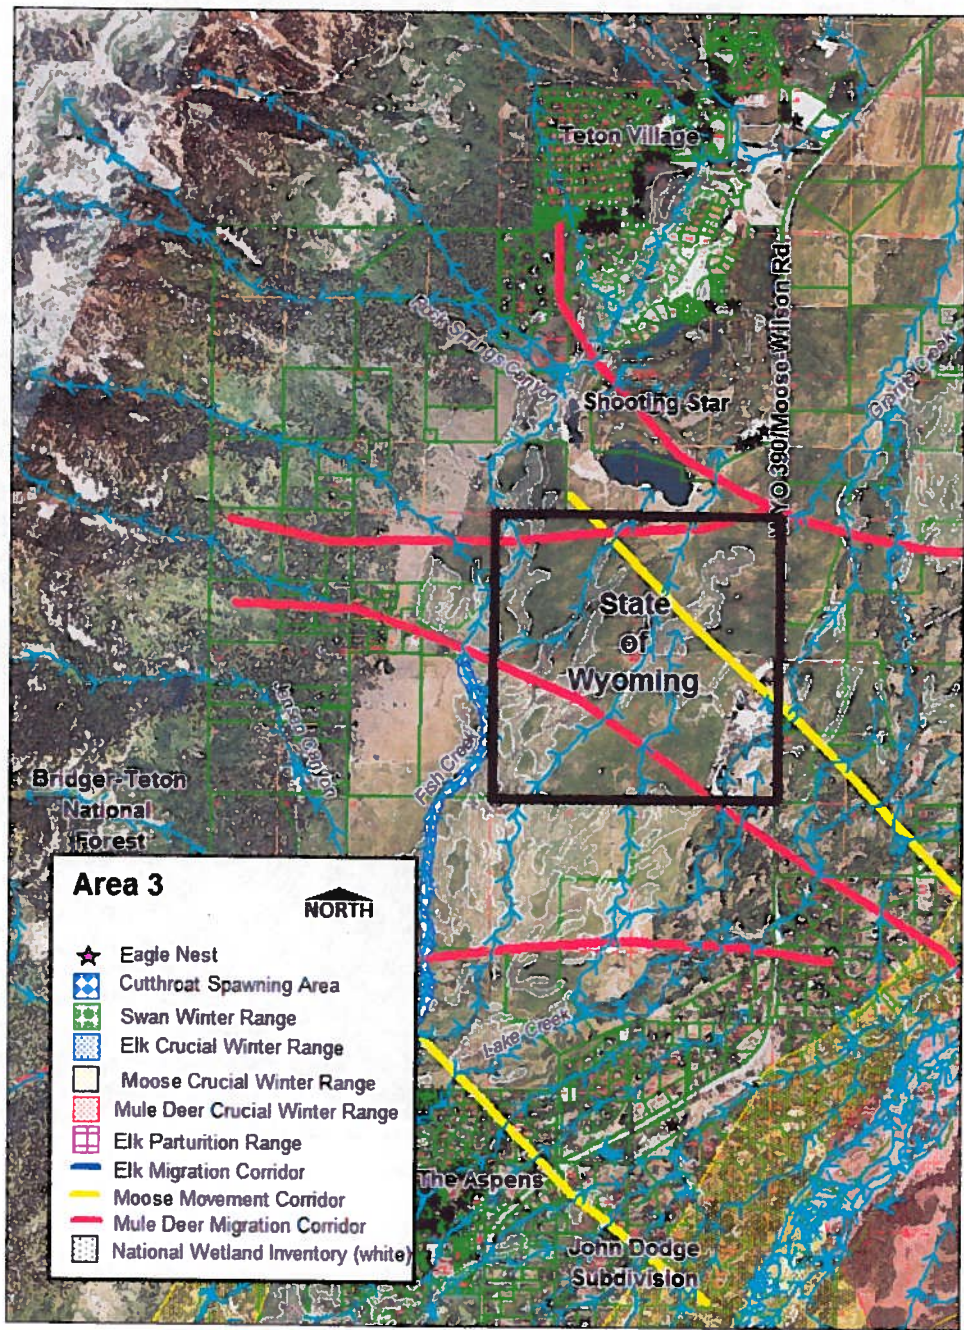 Teton Village
WYO 390/Moose-Wilson Rd.
Granite Creek
Shooting Star
State
of
Wyoming
Jensen Canyon
Fish Creek
Bridger-Teton
National
Forest
Area 3
NORTH
Eagle Nest
Cutthroat Spawning Area
Swan Winter Range
Elk Crucial Winter Range
Moose Crucial Winter Range
Mule Deer Crucial Winter Range
Elk Parturition Range
Elk Migration Corridor
Moose Movement Corridor
Mule Deer Migration Corridor
National Wetland Inventory (white)
Lake Creek
The Aspens
John Dodge
Subdivision